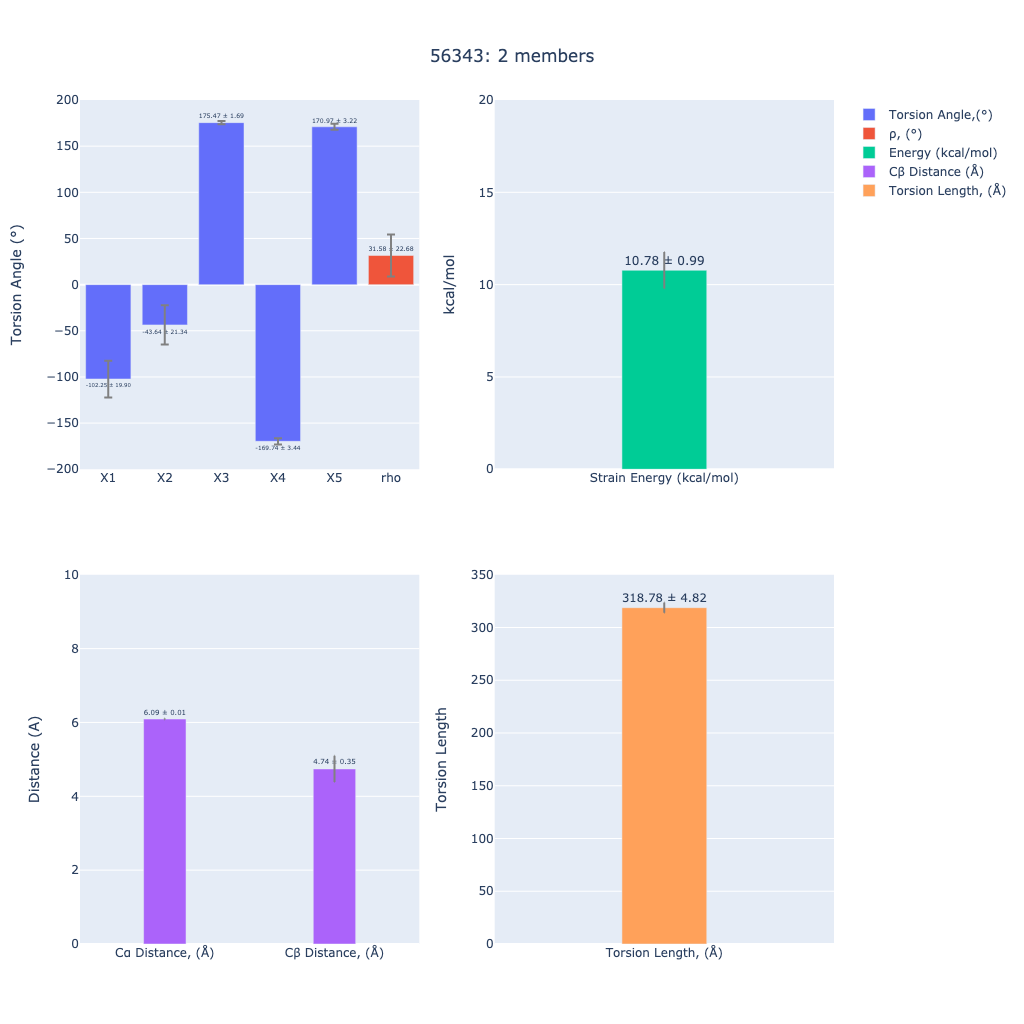 56343: 2 members
Torsion Angle (°)
200
150
100
50
0
−50
−100
−150
−200
175.47 ± 1.69
170.97 ± 3.22
31.58 ± 22.68
-43.64 ± 21.34
-102.25 ± 19.90
-169.74 ± 3.44
X1 X2 X3 X4 X5 rho
kcal/mol
20
15
10
5
0
10.78 ± 0.99
Strain Energy (kcal/mol)
Torsion Angle,(°)
ρ, (°)
Energy (kcal/mol)
Cβ Distance (Å)
Torsion Length, (Å)
Distance (A)
10
8
6
4
2
0
6.09 ± 0.01
4.74 ± 0.35
Cα Distance, (Å) Cβ Distance, (Å)
Torsion Length
350
300
250
200
150
100
50
0
318.78 ± 4.82
Torsion Length, (Å)